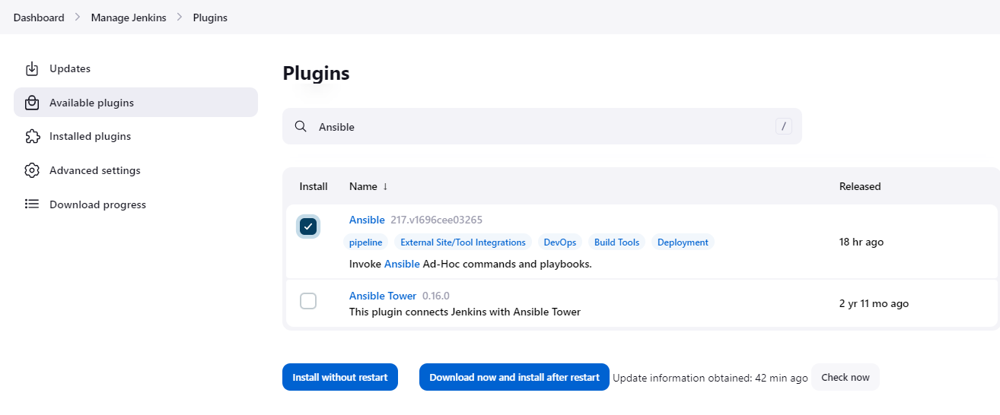 Dashboard > Manage Jenkins > Plugins
Updates
Available plugins
Installed plugins
Advanced settings
Download progress
Plugins
Ansible /
Install Name ↓ Released
Ansible 217.v1696cee03265
pipeline External Site/Tool Integrations DevOps Build Tools Deployment
18 hr ago
Invoke Ansible Ad-Hoc commands and playbooks.
Ansible Tower 0.16.0
This plugin connects Jenkins with Ansible Tower
2 yr 11 mo ago
Install without restart Download now and install after restart Update information obtained: 42 min ago Check now